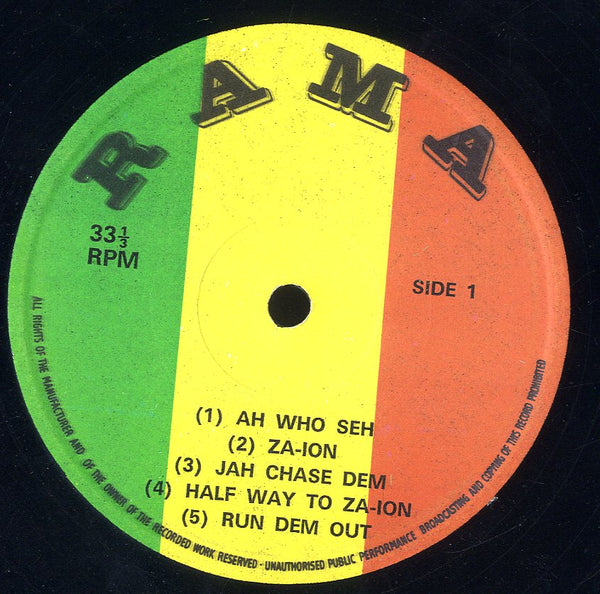 RAMA
33 1/3
RPM
SIDE 1
(1) AH WHO SEH
(2) ZA-ION
(3) JAH CHASE DEM
(4) HALF WAY TO ZA-ION
(5) RUN DEM OUT
ALL RIGHTS OF THE MANUFACTURER AND OF THE OWNER OF THE RECORDED WORK RESERVED - UNAUTHORISED PUBLIC PERFORMANCE BROADCASTING AND COPYING OF THIS RECORD PROHIBITED